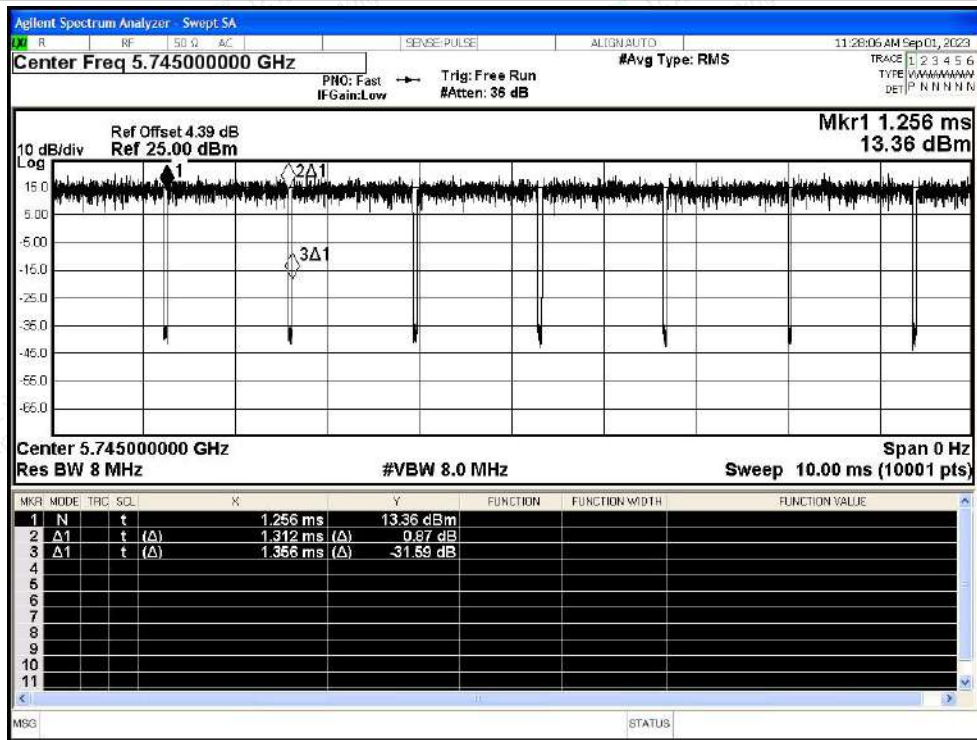 Agilent Spectrum Analyzer - Swept SA
LXI R RF 50 Ω AC SENSE:PULSE ALIGNAUTO 11:28:06 AM Sep 01, 2023
Center Freq 5.745000000 GHz
PNO: Fast
IFGain:Low
Trig: Free Run
#Atten: 36 dB
#Avg Type: RMS
TRACE 1 2 3 4 5 6
TYPE WWWWWW
DET P N N N N N
Mkr1 1.256 ms
13.36 dBm
Ref Offset 4.39 dB
10 dB/div Ref 25.00 dBm
Log
1
2Δ1
3Δ1
15.0
5.00
-5.00
-15.0
-25.0
-35.0
-45.0
-55.0
-65.0
Center 5.745000000 GHz Span 0 Hz
Res BW 8 MHz #VBW 8.0 MHz Sweep 10.00 ms (10001 pts)
MKR MODE TRC SCL X Y FUNCTION FUNCTION WIDTH FUNCTION VALUE
1 N t 1.256 ms 13.36 dBm
2 Δ1 t (Δ) 1.312 ms (Δ) 0.87 dB
3 Δ1 t (Δ) 1.356 ms (Δ) -31.59 dB
4
5
6
7
8
9
10
11
MSG STATUS